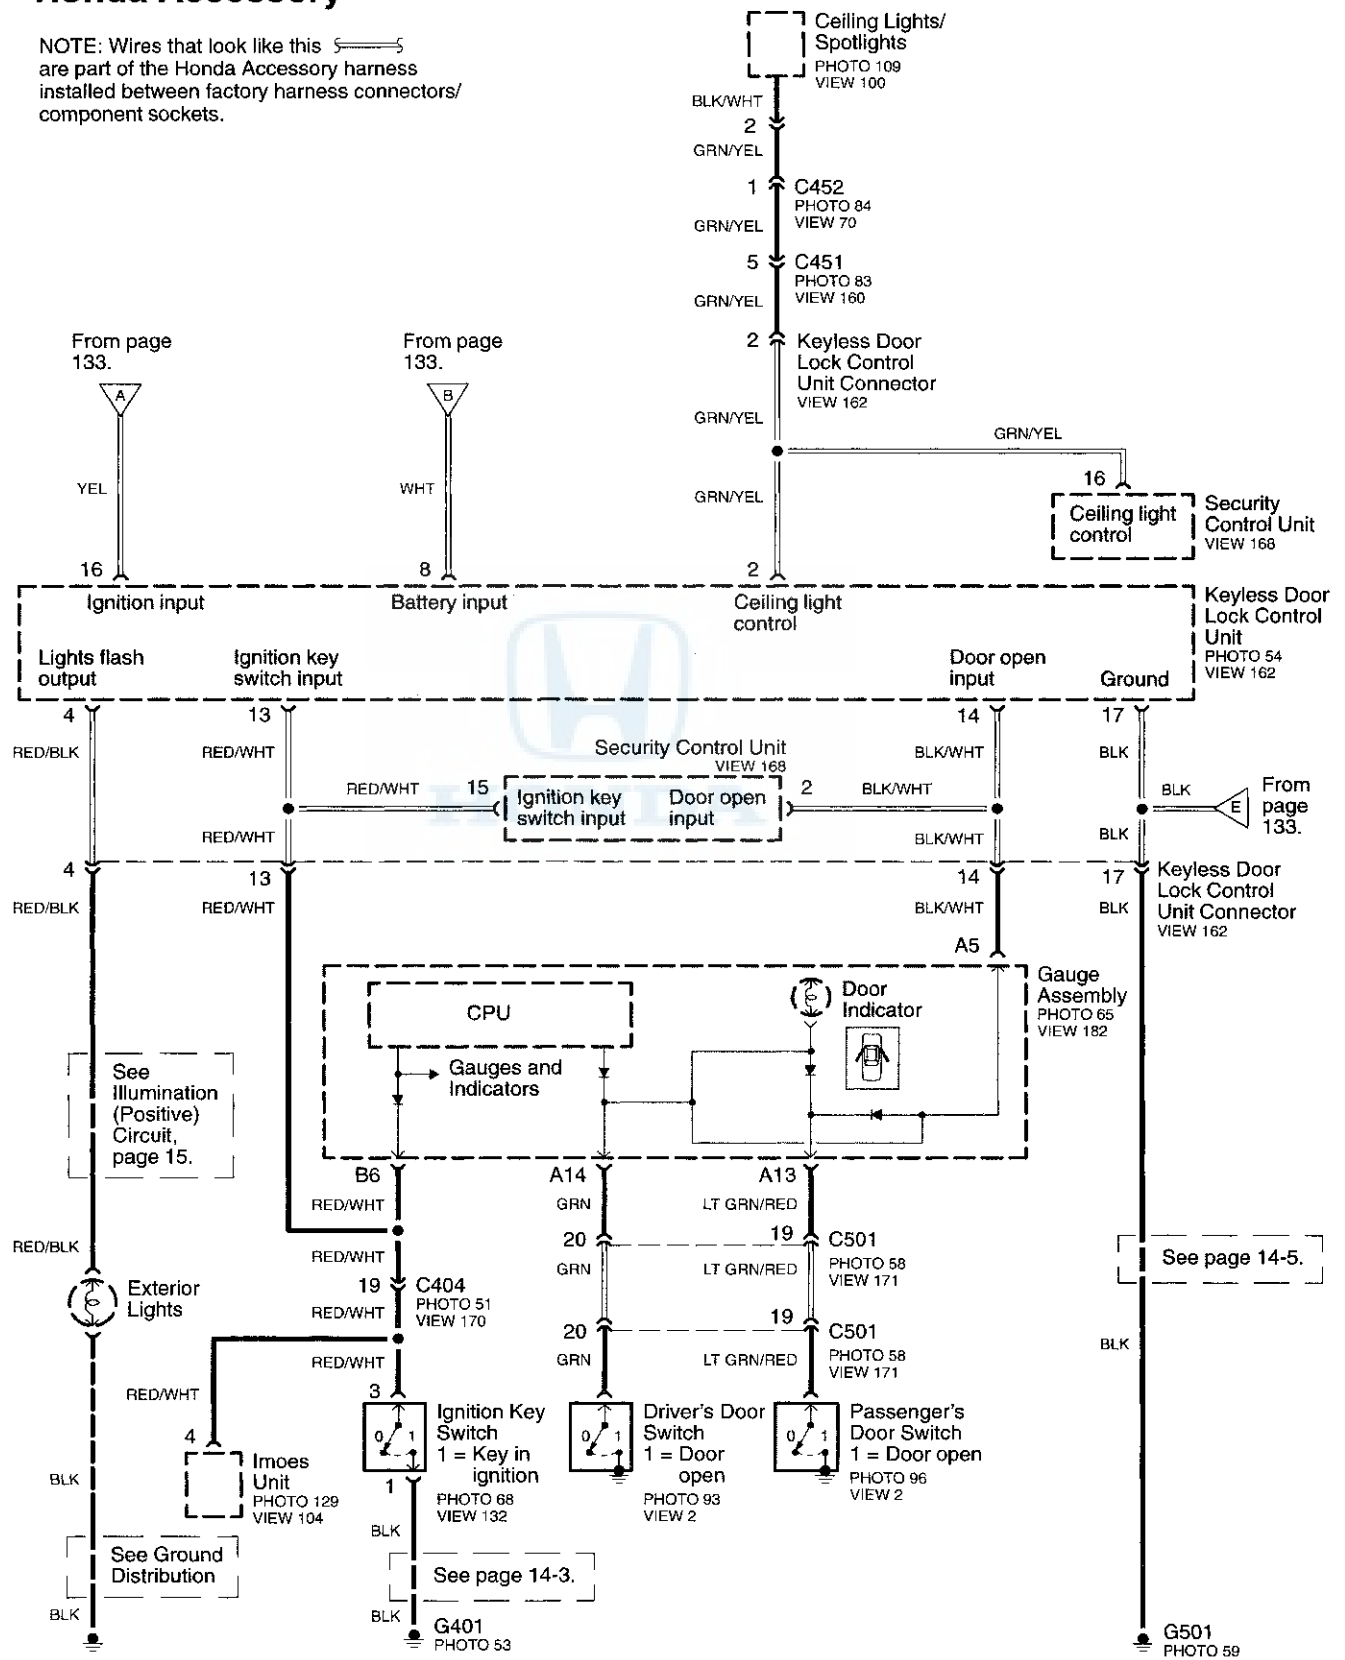 Honda Accessory
NOTE: Wires that look like this
are part of the Honda Accessory harness
installed between factory harness connectors/
component sockets.
Ceiling Lights/
Spotlights
PHOTO 109
VIEW 100
BLK/WHT
2
GRN/YEL
1
C452
PHOTO 84
VIEW 70
GRN/YEL
5
C451
PHOTO 83
VIEW 160
GRN/YEL
From page
133.
A
From page
133.
B
2
Keyless Door
Lock Control
Unit Connector
VIEW 162
GRN/YEL
GRN/YEL
YEL
WHT
GRN/YEL
16
Ceiling light
control
Security
Control Unit
VIEW 168
16
8
2
Ignition input
Battery input
Ceiling light
control
Keyless Door
Lock Control
Unit
PHOTO 54
VIEW 162
Lights flash
output
Ignition key
switch input
Door open
input
Ground
4
13
14
17
RED/BLK
RED/WHT
BLK/WHT
BLK
Security Control Unit
VIEW 168
RED/WHT
15
Ignition key
switch input
Door open
input
2
BLK/WHT
BLK
E
From
page
133.
HONDA
RED/WHT
BLK/WHT
BLK
4
13
14
17
Keyless Door
Lock Control
Unit Connector
VIEW 162
RED/BLK
RED/WHT
BLK/WHT
BLK
A5
Gauge
Assembly
PHOTO 65
VIEW 182
CPU
Door
Indicator
Gauges and
Indicators
See
Illumination
(Positive)
Circuit,
page 15.
B6
A14
A13
RED/WHT
GRN
LT GRN/RED
RED/BLK
RED/WHT
20
19
C501
PHOTO 58
VIEW 171
GRN
LT GRN/RED
See page 14-5.
19
C404
PHOTO 51
VIEW 170
Exterior
Lights
RED/WHT
20
19
C501
PHOTO 58
VIEW 171
RED/WHT
GRN
LT GRN/RED
BLK
RED/WHT
3
Ignition Key
Switch
1 = Key in
ignition
PHOTO 68
VIEW 132
0 1
Driver's Door
Switch
1 = Door
open
PHOTO 93
VIEW 2
0 1
Passenger's
Door Switch
1 = Door open
PHOTO 96
VIEW 2
0 1
4
Imoes
Unit
PHOTO 129
VIEW 104
1
BLK
BLK
See Ground
Distribution
See page 14-3.
BLK
BLK
G401
PHOTO 53
G501
PHOTO 59